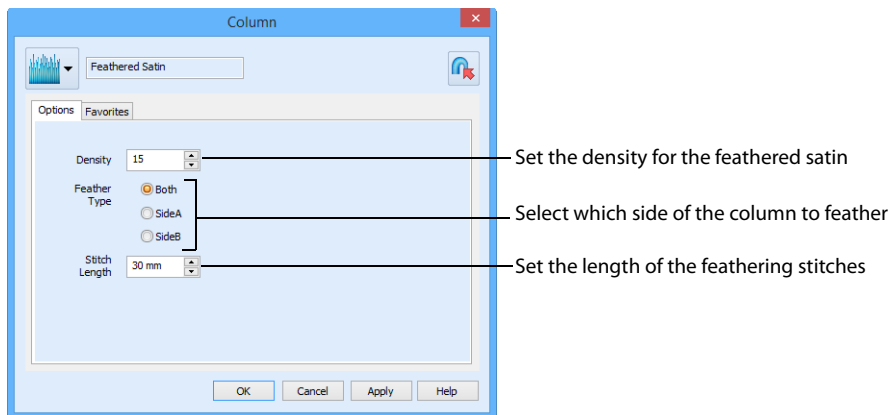 Column
Feathered Satin
Options Favorites
Density 15
Set the density for the feathered satin
Feather
Type
Both
SideA
SideB
Select which side of the column to feather
Stitch
Length
30 mm
Set the length of the feathering stitches
OK Cancel Apply Help